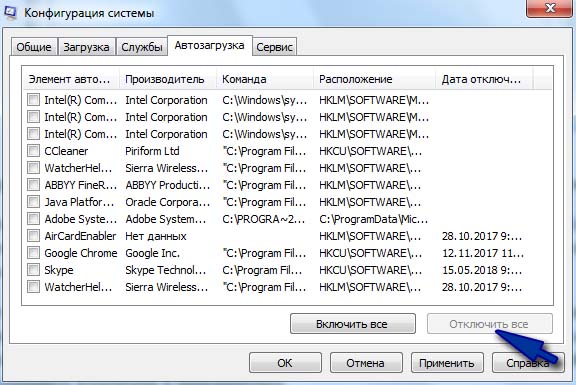 Конфигурация системы
Общие Загрузка Службы Автозагрузка Сервис
Элемент авто... Производитель Команда Расположение Дата отключ...
Intel(R) Com... Intel Corporation C:\Windows\sy... HKLM\SOFTWARE\M...
Intel(R) Com... Intel Corporation C:\Windows\sy... HKLM\SOFTWARE\M...
Intel(R) Com... Intel Corporation C:\Windows\sy... HKLM\SOFTWARE\M...
CCleaner Piriform Ltd "C:\Program Fil... HKCU\SOFTWARE\...
WatcherHel... Sierra Wireless... "C:\Program Fil... HKLM\SOFTWARE\...
ABBYY FineR... ABBYY Producti... "C:\Program Fil... HKLM\SOFTWARE\...
Java Platfor... Oracle Corpora... "C:\Program Fil... HKLM\SOFTWARE\...
Adobe Syste... Adobe System... C:\PROGRA~2... C:\ProgramData\Mic...
AirCardEnabler Нет данных HKLM\SOFTWARE\... 28.10.2017 9:...
Google Chrome Google Inc. "C:\Program Fil... HKCU\SOFTWARE\... 12.11.2017 11...
Skype Skype Technol... C:\Program Fil... HKLM\SOFTWARE\... 15.05.2018 9:...
WatcherHel... Sierra Wireless... "C:\Program Fil... HKLM\SOFTWARE\... 28.10.2017 9:...
Включить все Отключить все
ОК Отмена Применить Справка